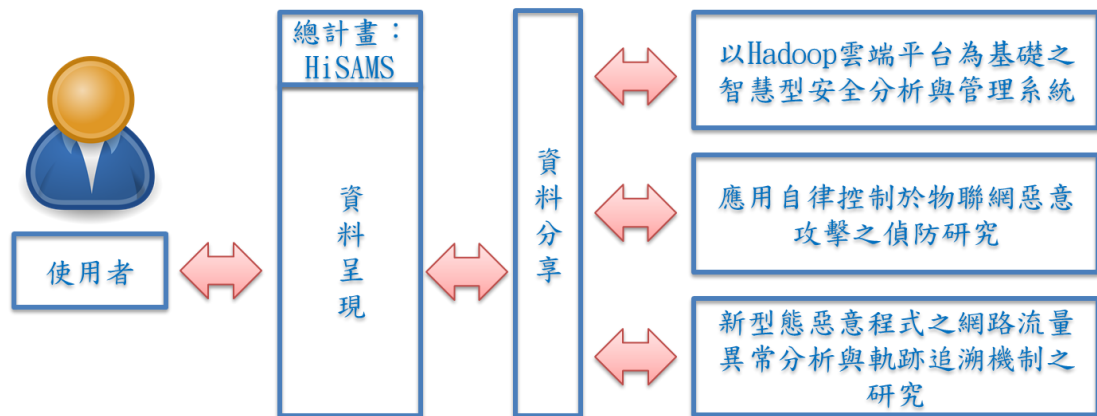 使用者
總計畫：
HiSAMS
資料呈現
資料分享
以Hadoop雲端平台為基礎之
智慧型安全分析與管理系統
應用自律控制於物聯網惡意
攻擊之偵防研究
新型態惡意程式之網路流量
異常分析與軌跡追溯機制之
研究